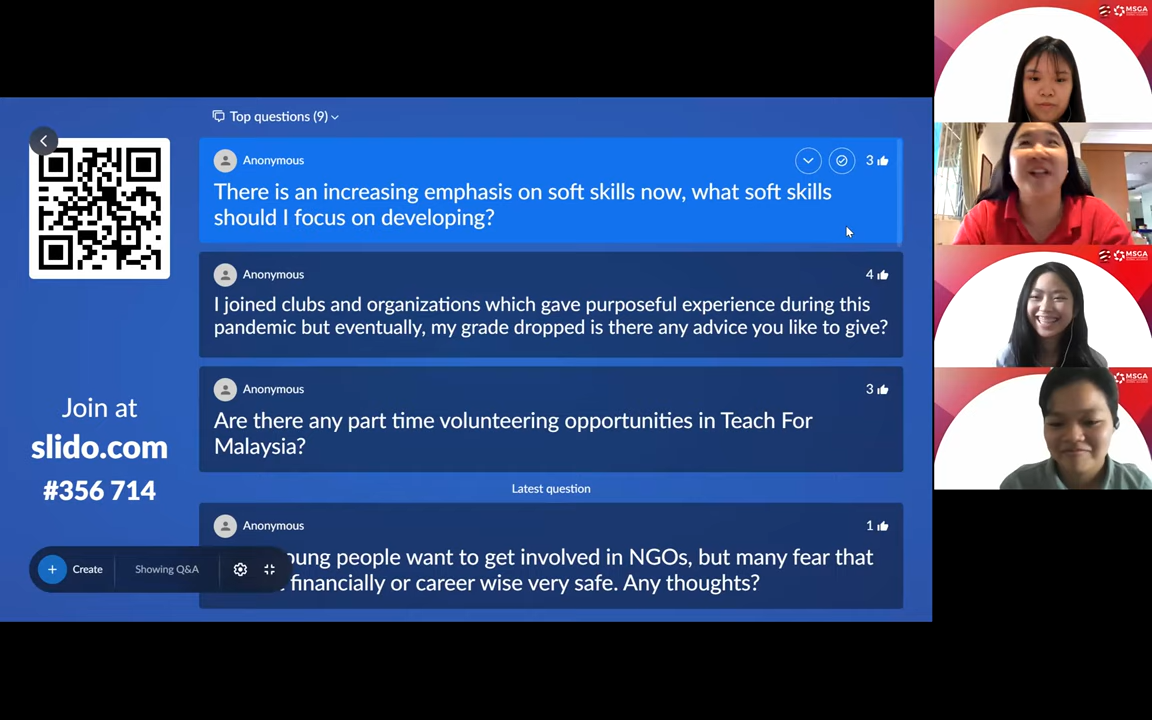 Top questions (9)
Anonymous
3
There is an increasing emphasis on soft skills now, what soft skills
should I focus on developing?
Anonymous
4
I joined clubs and organizations which gave purposeful experience during this
pandemic but eventually, my grade dropped is there any advice you like to give?
Anonymous
3
Are there any part time volunteering opportunities in Teach For
Malaysia?
Latest question
Anonymous
1
oung people want to get involved in NGOs, but many fear that
financially or career wise very safe. Any thoughts?
Join at
slido.com
#356 714
Create
Showing Q&A
MSGA
MSGA
MSGA